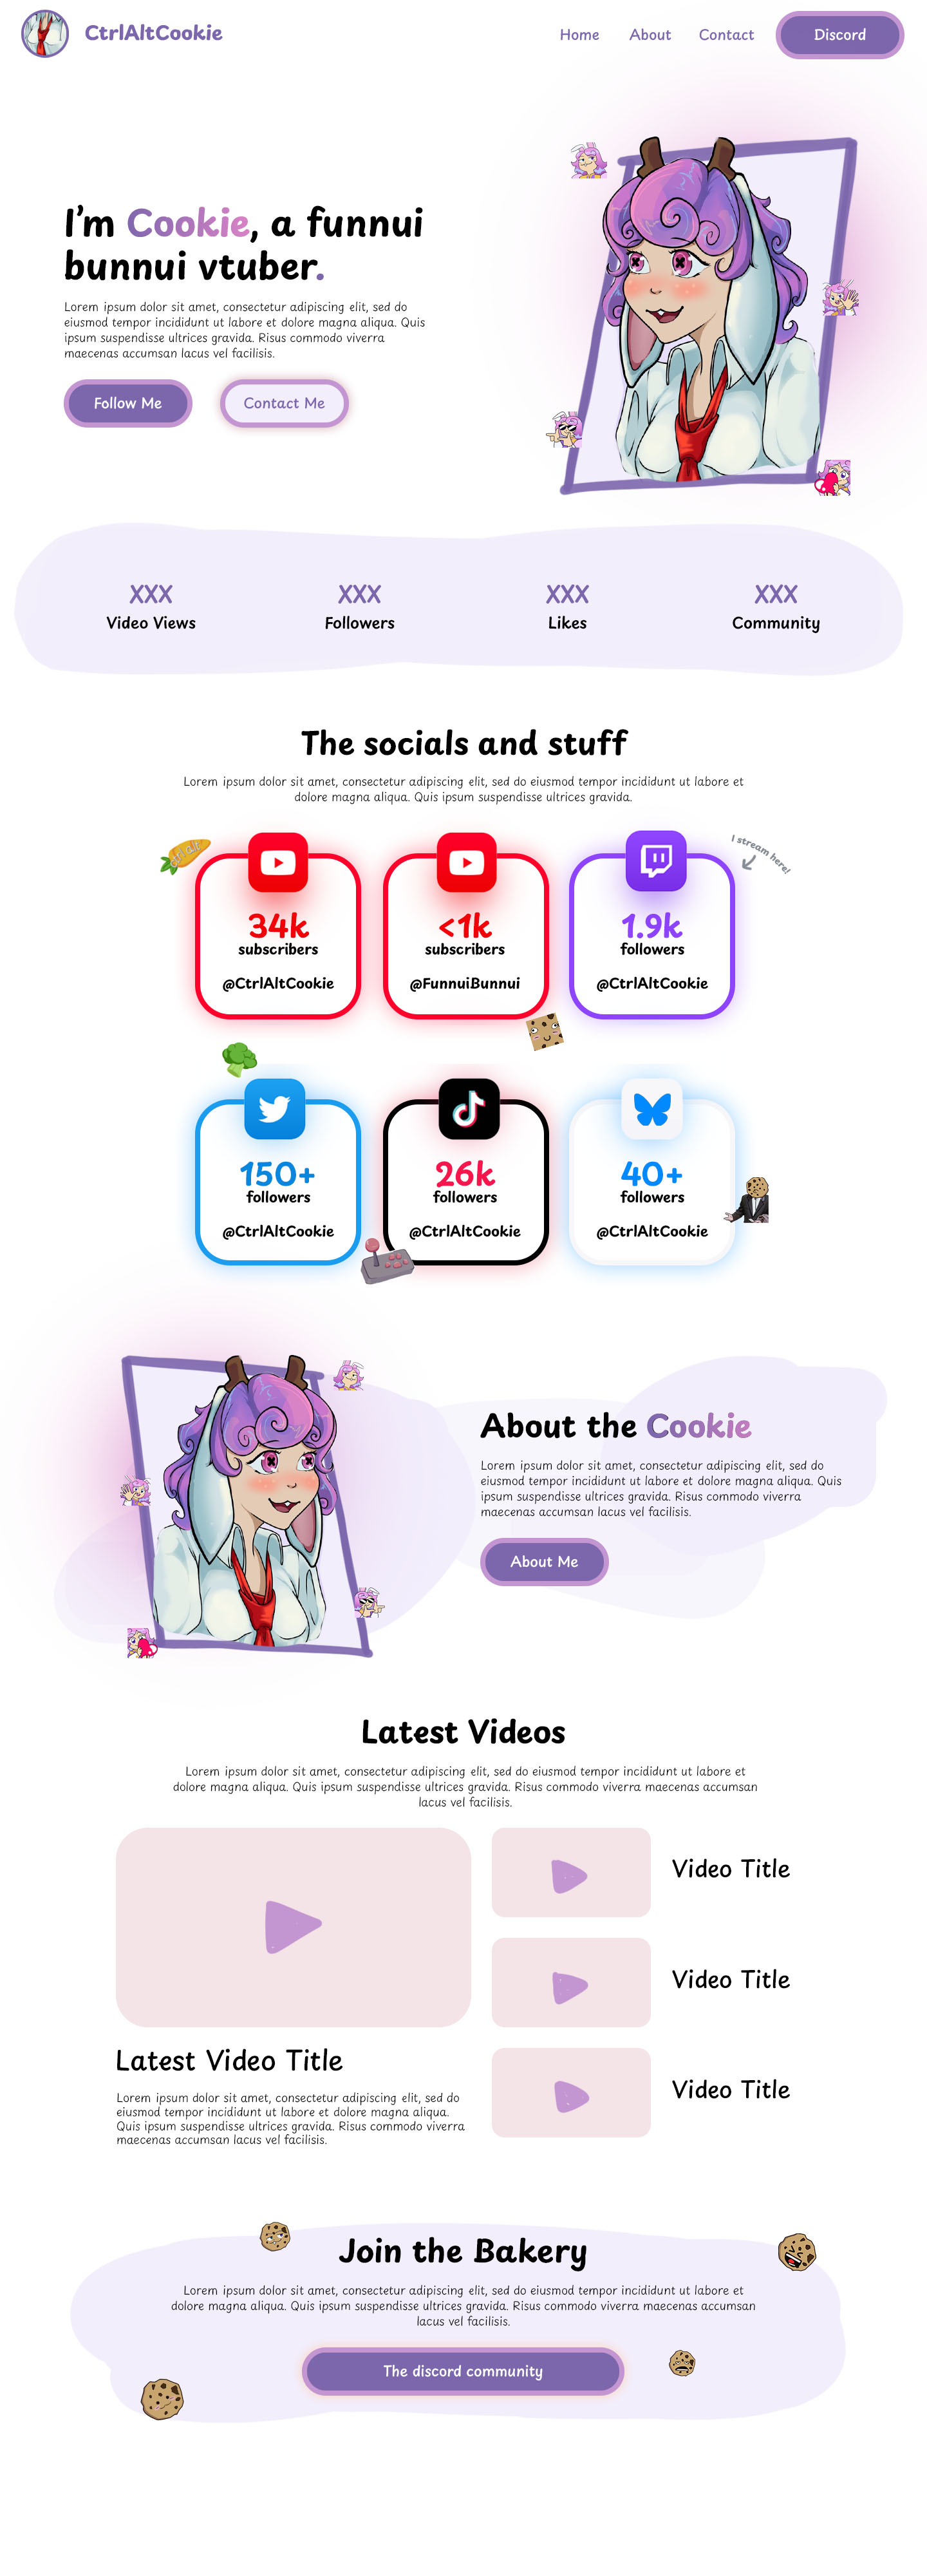 CtrlAltCookie
Home
About
Contact
Discord
I'm Cookie, a funnui
bunnui vtuber.
Lorem ipsum dolor sit amet, consectetur adipiscing elit, sed do
eiusmod tempor incididunt ut labore et dolore magna aliqua. Quis
ipsum suspendisse ultrices gravida. Risus commodo viverra
maecenas accumsan lacus vel facilisis.
Follow Me
Contact Me
XXX
Video Views
XXX
Followers
XXX
Likes
XXX
Community
The socials and stuff
Lorem ipsum dolor sit amet, consectetur adipiscing elit, sed do eiusmod tempor incididunt ut labore et
dolore magna aliqua. Quis ipsum suspendisse ultrices gravida.
34k
subscribers
@CtrlAltCookie
<1k
subscribers
@FunnuiBunnui
1.9k
followers
@CtrlAltCookie
I stream here!
150+
followers
@CtrlAltCookie
26k
followers
@CtrlAltCookie
40+
followers
@CtrlAltCookie
About the Cookie
Lorem ipsum dolor sit amet, consectetur adipiscing elit, sed do
eiusmod tempor incididunt ut labore et dolore magna aliqua. Quis
ipsum suspendisse ultrices gravida. Risus commodo viverra
maecenas accumsan lacus vel facilisis.
About Me
Latest Videos
Lorem ipsum dolor sit amet, consectetur adipiscing elit, sed do eiusmod tempor incididunt ut labore et
dolore magna aliqua. Quis ipsum suspendisse ultrices gravida. Risus commodo viverra maecenas accumsan
lacus vel facilisis.
Latest Video Title
Lorem ipsum dolor sit amet, consectetur adipiscing elit, sed do
eiusmod tempor incididunt ut labore et dolore magna aliqua.
Quis ipsum suspendisse ultrices gravida. Risus commodo viverra
maecenas accumsan lacus vel facilisis.
Video Title
Video Title
Video Title
Join the Bakery
Lorem ipsum dolor sit amet, consectetur adipiscing elit, sed do eiusmod tempor incididunt ut labore et
dolore magna aliqua. Quis ipsum suspendisse ultrices gravida. Risus commodo viverra maecenas accumsan
lacus vel facilisis.
The discord community